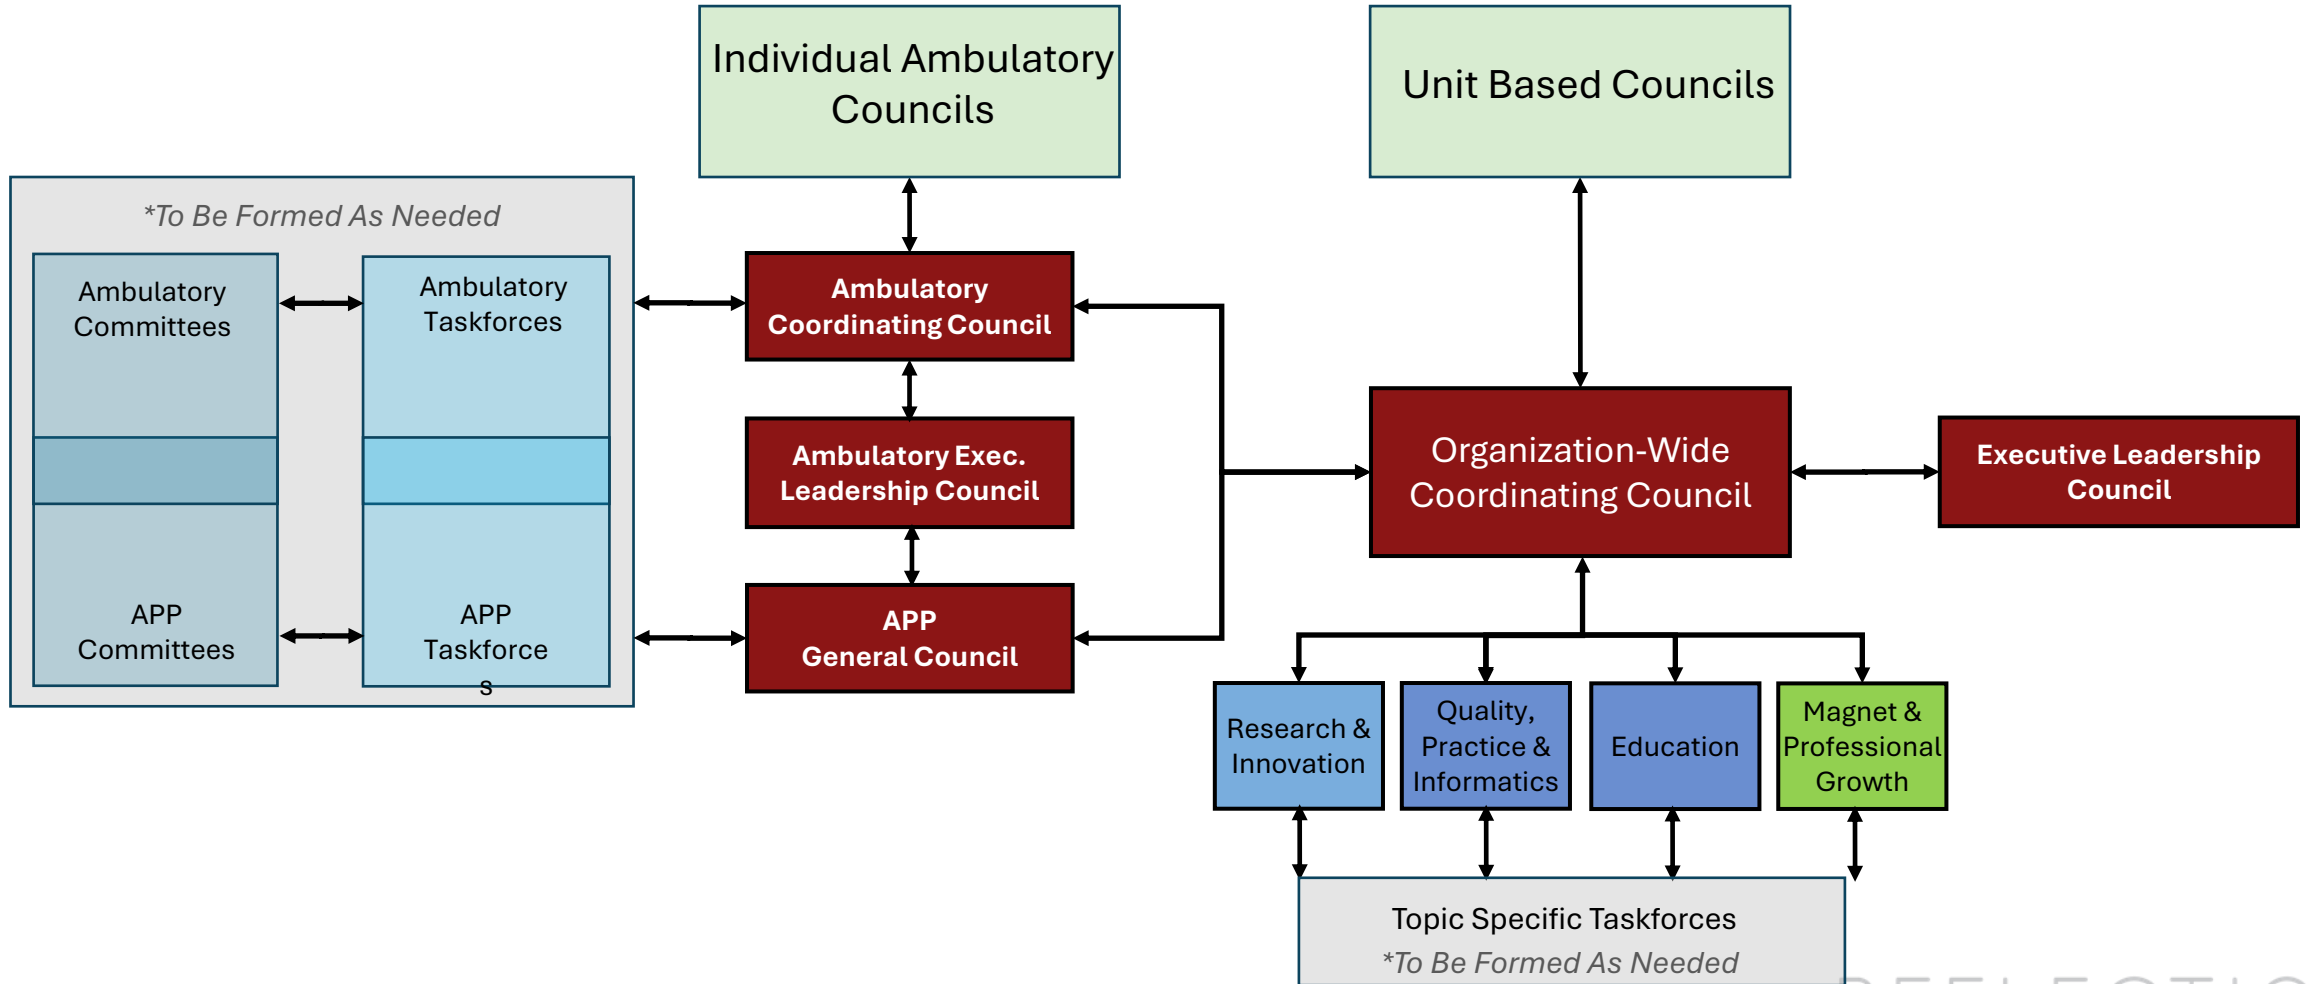 Individual Ambulatory
Councils
Unit Based Councils
*To Be Formed As Needed
Ambulatory
Committees
Ambulatory
Taskforces
APP
Committees
APP
Taskforce
s
Ambulatory
Coordinating Council
Ambulatory Exec.
Leadership Council
APP
General Council
Organization-Wide
Coordinating Council
Executive Leadership
Council
Research &
Innovation
Quality,
Practice &
Informatics
Education
Magnet &
Professional
Growth
Topic Specific Taskforces
*To Be Formed As Needed